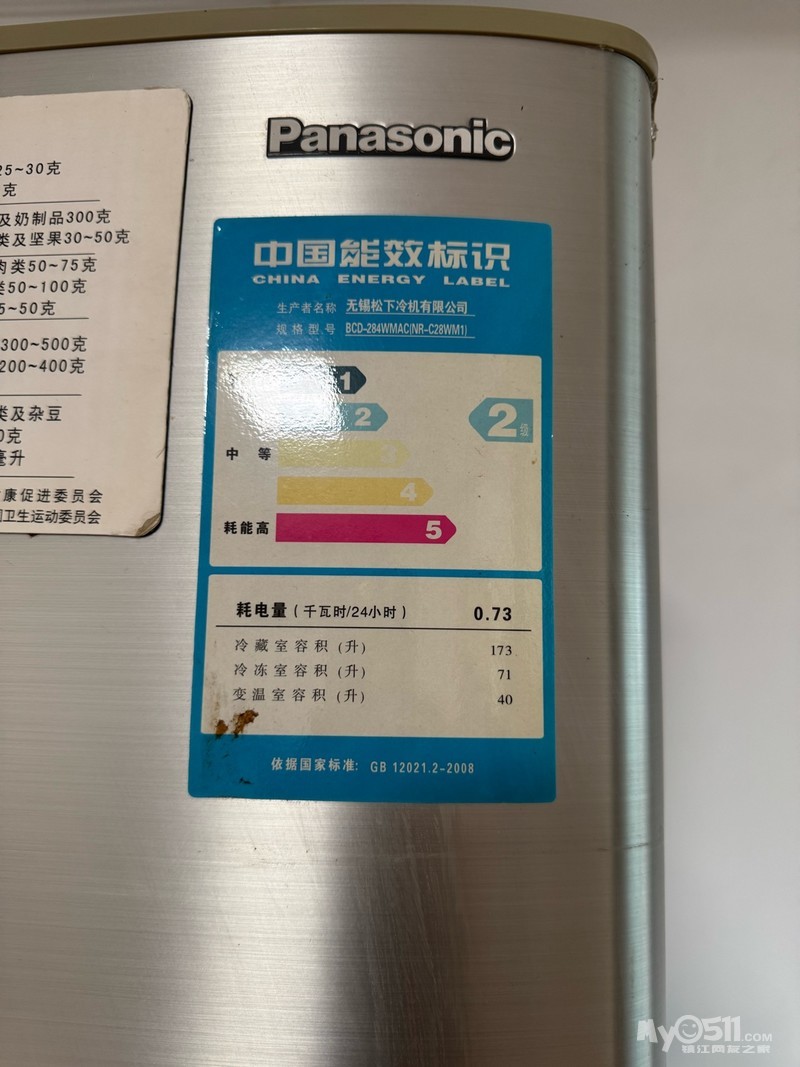 Panasonic
25~30克
克
及奶制品300克
类及坚果30~50克
肉类50~75克
类50~100克
5~50克
300~500克
200~400克
类及杂豆
0克
毫升
康促进委员会
卫生运动委员会
中国能效标识
CHINA ENERGY LABEL
生产者名称 无锡松下冷机有限公司
规格型号 BCD-284WMAC(NR-C28WM1)
1
2
2级
中 等 3
4
耗能高 5
耗电量（千瓦时/24小时） 0.73
冷藏室容积（升） 173
冷冻室容积（升） 71
变温室容积（升） 40
依据国家标准: GB 12021.2-2008
My0511.COM
镇江网友之家